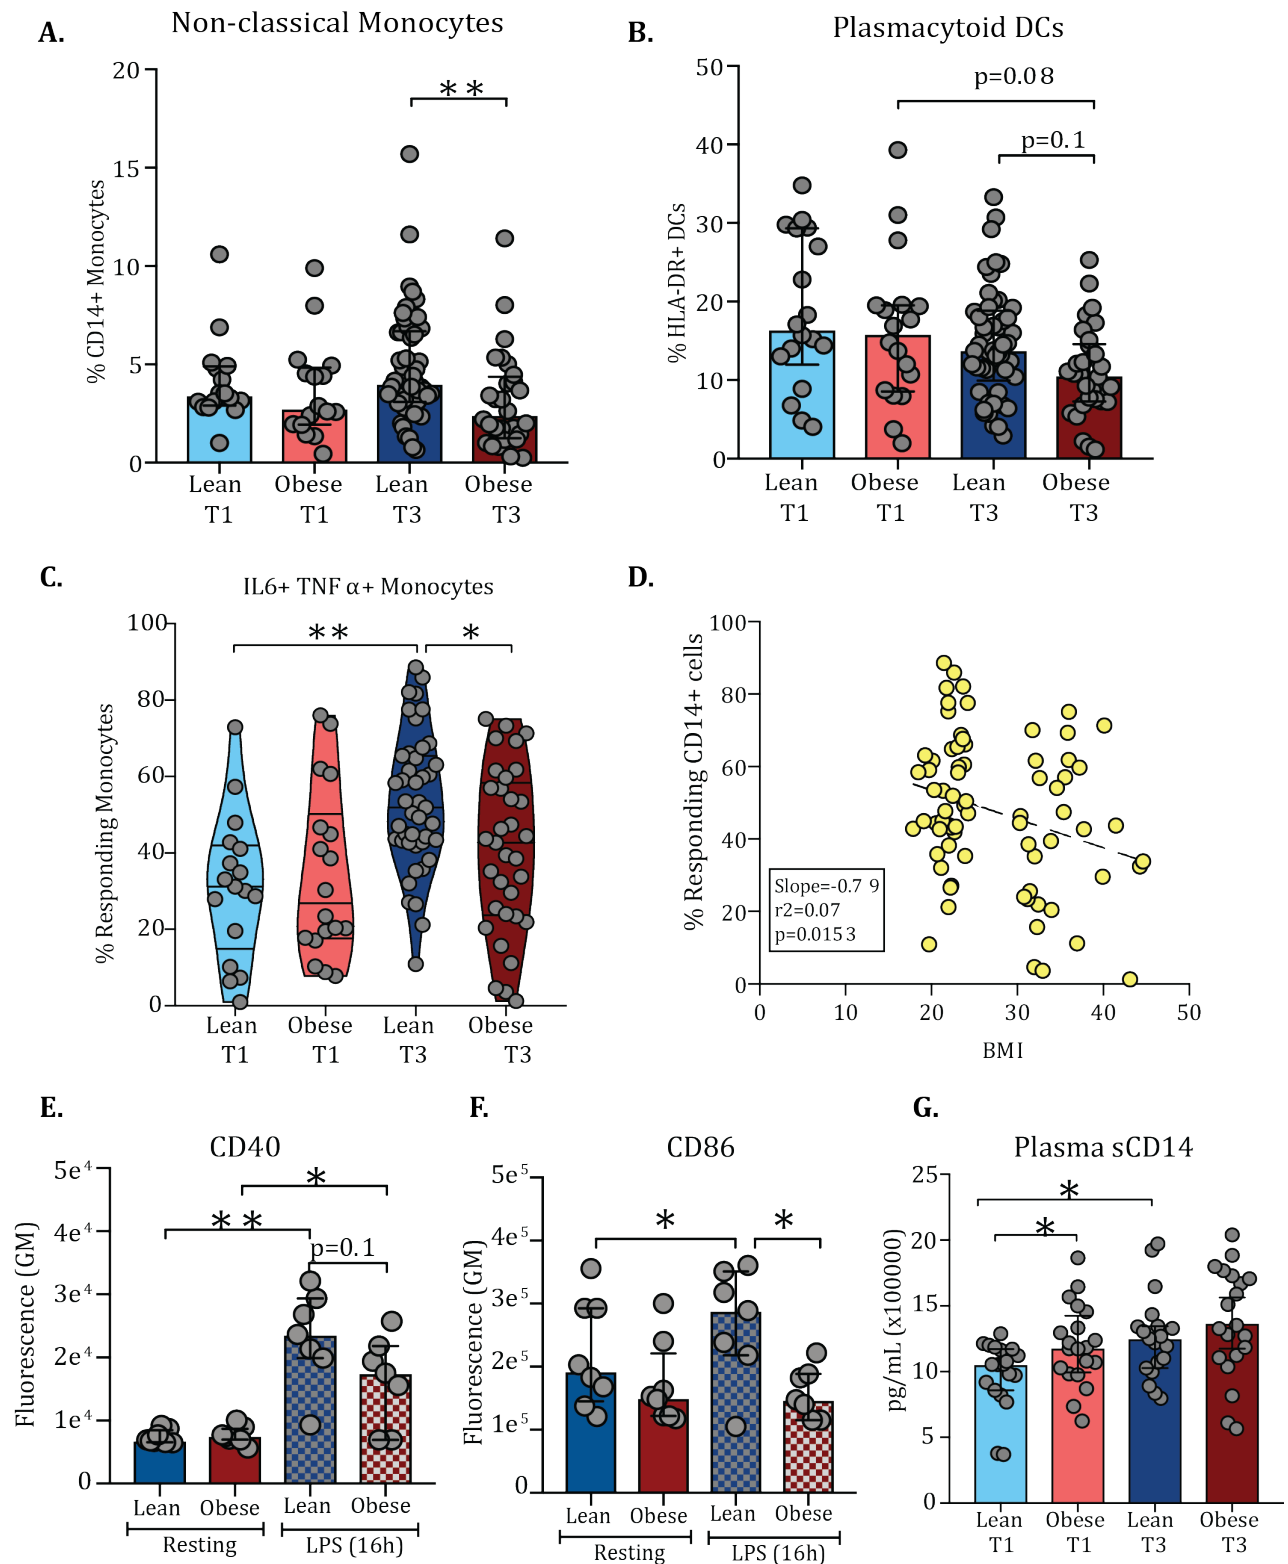 A.
Non-classical Monocytes
% CD14+ Monocytes
20
15
10
5
0
**
Lean
T1
Obese
T1
Lean
T3
Obese
T3
B.
Plasmacytoid DCs
% HLA-DR+ DCs
50
40
30
20
10
0
p=0.08
p=0.1
Lean
T1
Obese
T1
Lean
T3
Obese
T3
C.
IL6+ TNF α+ Monocytes
% Responding Monocytes
100
80
60
40
20
0
**
*
Lean
T1
Obese
T1
Lean
T3
Obese
T3
D.
% Responding CD14+ cells
100
80
60
40
20
0
Slope=-0.7 9
r2=0.07
p=0.0153
0
10
20
30
40
50
BMI
E.
CD40
Fluorescence (GM)
5e⁴
4e⁴
3e⁴
2e⁴
1e⁴
0
*
**
p=0.1
Lean
Obese
Lean
Obese
Resting
LPS (16h)
F.
CD86
Fluorescence (GM)
5e⁵
4e⁵
3e⁵
2e⁵
1e⁵
0
*
*
Lean
Obese
Lean
Obese
Resting
LPS (16h)
G.
Plasma sCD14
pg/mL (x1000000)
25
20
15
10
5
0
*
*
Lean
T1
Obese
T1
Lean
T3
Obese
T3